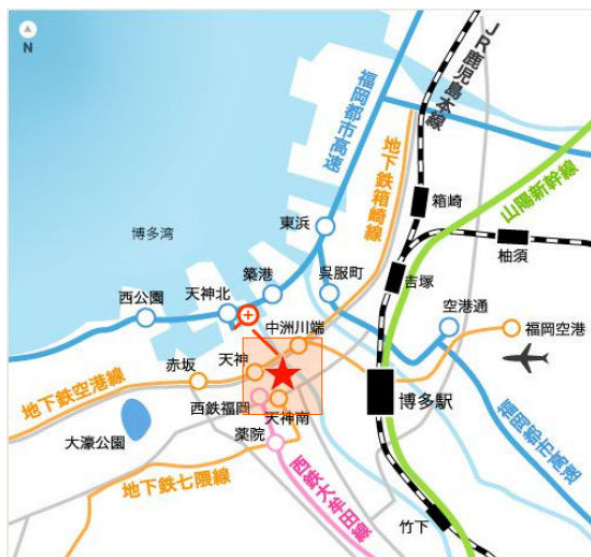 N
JR鹿児島本線
福岡都市高速
地下鉄箱崎線
山陽新幹線
箱崎
東浜
柚須
博多湾
吉塚
築港
呉服町
西公園
天神北
空港通
中洲川端
福岡空港
赤坂
天神
地下鉄空港線
西鉄福岡
博多駅
天神南
大濠公園
薬院
福岡都市高速
地下鉄七隈線
西鉄大牟田線
竹下